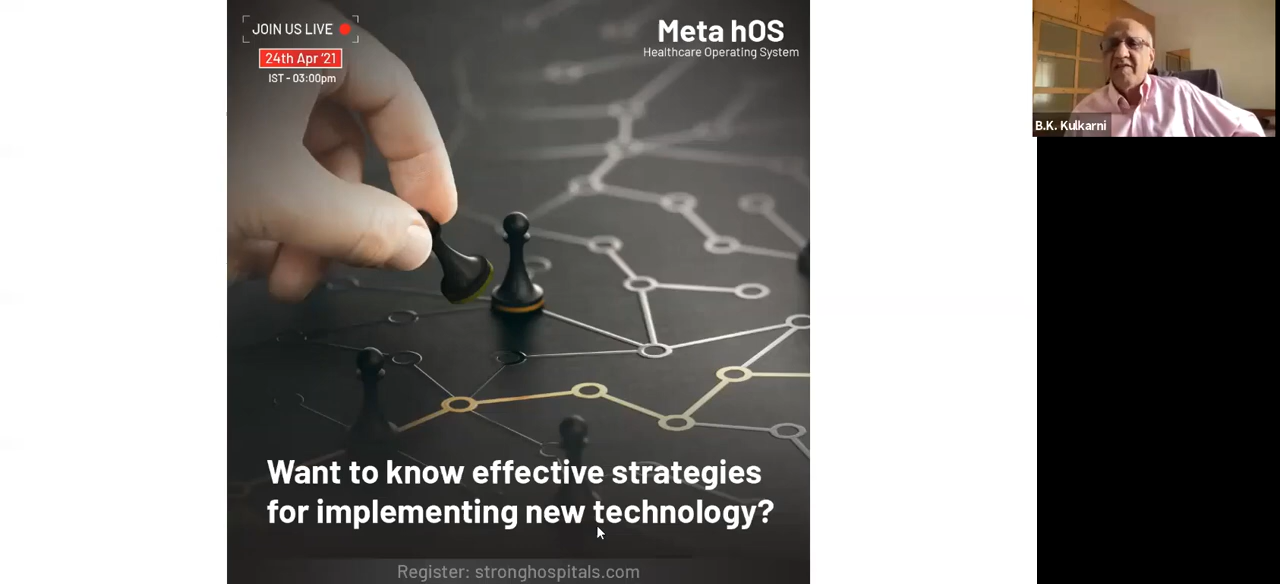 JOIN US LIVE
24th Apr '21
IST - 03:00pm
Meta hOS
Healthcare Operating System
B.K. Kulkarni
Want to know effective strategies
for implementing new technology?
Register: stronghospitals.com